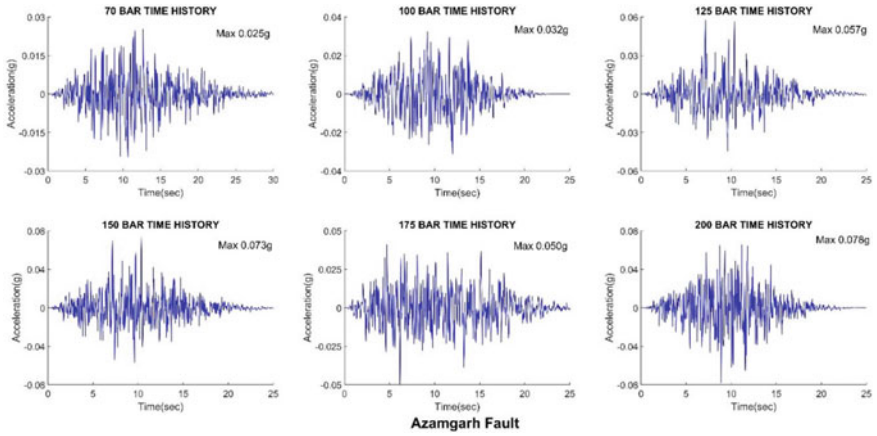 70 BAR TIME HISTORY
Max 0.025g
Acceleration(g)
0.03
0.015
0
-0.015
-0.03
0 5 10 15 20 25 30
Time(sec)
100 BAR TIME HISTORY
Max 0.032g
Acceleration(g)
0.04
0.02
0
-0.02
-0.04
0 5 10 15 20 25
Time(sec)
125 BAR TIME HISTORY
Max 0.057g
Acceleration(g)
0.06
0.03
0
-0.03
-0.06
0 5 10 15 20 25
Time(sec)
150 BAR TIME HISTORY
Max 0.073g
Acceleration(g)
0.08
0.04
0
-0.04
-0.08
0 5 10 15 20 25
Time(sec)
175 BAR TIME HISTORY
Max 0.050g
Acceleration(g)
0.05
0.025
0
-0.025
-0.05
0 5 10 15 20 25
Time(sec)
200 BAR TIME HISTORY
Max 0.078g
Acceleration(g)
0.08
0.04
0
-0.04
-0.08
0 5 10 15 20 25
Time(sec)
Azamgarh Fault